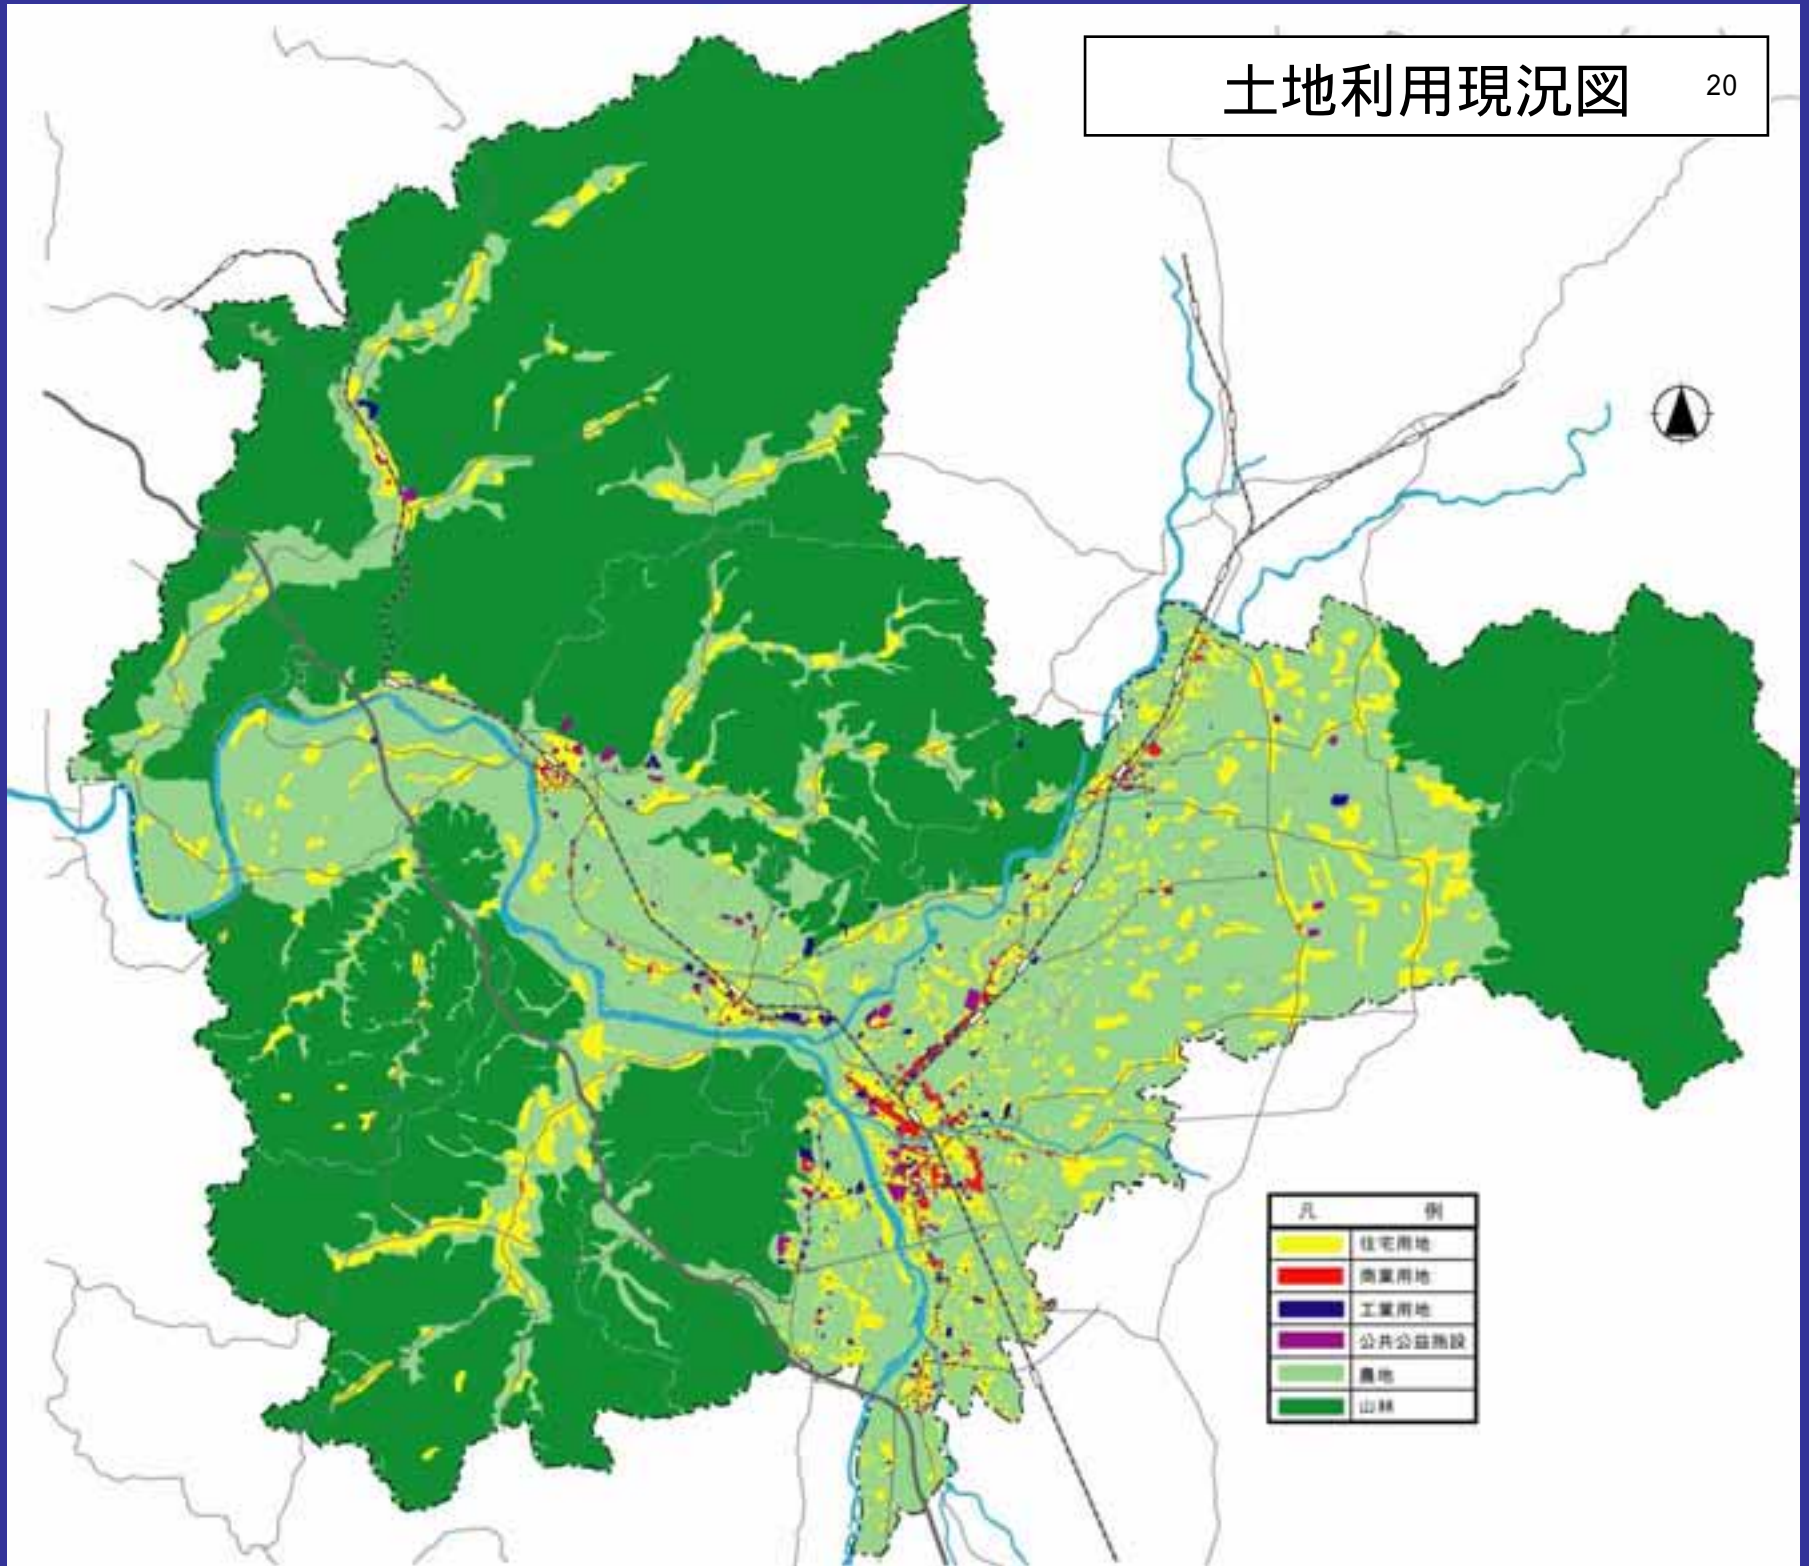 土地利用現況図 20
凡 例
住宅用地
商業用地
工業用地
公共公益施設
農地
山林